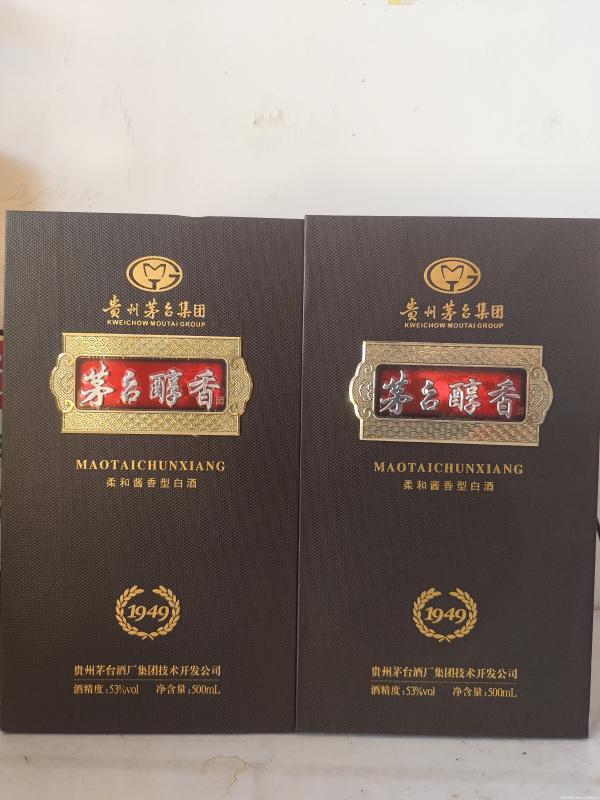 贵州茅台集团
KWEICHOW MOUTAI GROUP
茅台醇香
MAOTAICHUNXIANG
柔和酱香型白酒
1949
贵州茅台酒厂集团技术开发公司
酒精度:53%vol 净含量:500mL
贵州茅台集团
KWEICHOW MOUTAI GROUP
茅台醇香
MAOTAICHUNXIANG
柔和酱香型白酒
1949
贵州茅台酒厂集团技术开发公司
酒精度:53%vol 净含量:500mL